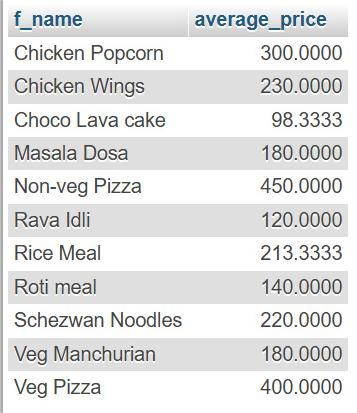 f_name average_price
Chicken Popcorn 300.0000
Chicken Wings 230.0000
Choco Lava cake 98.3333
Masala Dosa 180.0000
Non-veg Pizza 450.0000
Rava Idli 120.0000
Rice Meal 213.3333
Roti meal 140.0000
Schezwan Noodles 220.0000
Veg Manchurian 180.0000
Veg Pizza 400.0000